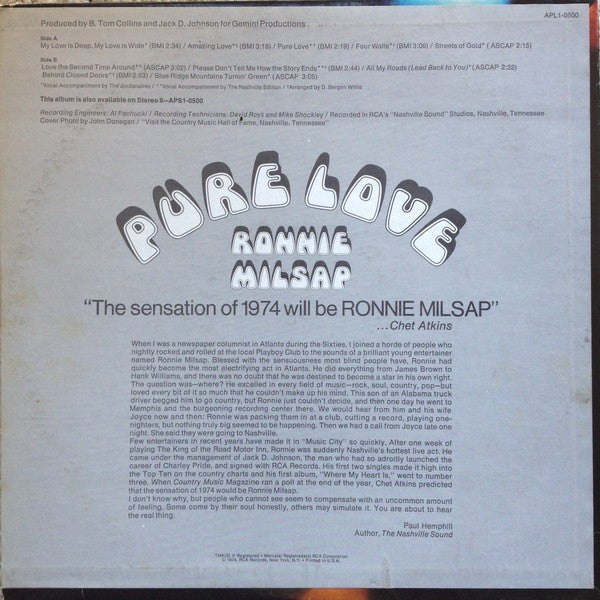 Produced by B. Tom Collins and Jack D. Johnson for Gemini Productions
APL1-0500
Side A
My Love Is Deep, My Love Is Wide* (BMI 2:34) / Amazing Love*† (BMI 3:18) / Pure Love*† (BMI 2:19) / Four Walls*† (BMI 3:06) / Streets of Gold* (ASCAP 2:15)
Side B
Love the Second Time Around*‡ (ASCAP 3:02) / Please Don't Tell Me How the Story Ends*† (BMI 2:44) / All My Roads (Lead Back to You)* (ASCAP 2:32)
Behind Closed Doors*† (BMI 2:53) / Blue Ridge Mountains Turnin' Green* (ASCAP 3:05)
*Vocal Accompaniment by The Jordanaires / *Vocal Accompaniment by The Nashville Edition / ‡Arranged by D. Bergen White
This album is also available on Stereo 8—APS1-0500
Recording Engineers: Al Pachucki / Recording Technicians: David Roys and Mike Shockley / Recorded in RCA's "Nashville Sound" Studios, Nashville, Tennessee
Cover Photo by John Donegan / "Visit the Country Music Hall of Fame, Nashville, Tennessee"
PURE LOVE
RONNIE
MILSAP
"The sensation of 1974 will be RONNIE MILSAP"
...Chet Atkins
When I was a newspaper columnist in Atlanta during the Sixties, I joined a horde of people who
nightly rocked and rolled at the local Playboy Club to the sounds of a brilliant young entertainer
named Ronnie Milsap. Blessed with the sensuousness most blind people have, Ronnie had
quickly become the most electrifying act in Atlanta. He did everything from James Brown to
Hank Williams, and there was no doubt that he was destined to become a star in his own right.
The question was—where? He excelled in every field of music—rock, soul, country, pop—but
loved every bit of it so much that he couldn't make up his mind. This son of an Alabama truck
driver begged him to go country, but Ronnie just couldn't decide, and then one day he went to
Memphis and the burgeoning recording center there. We would hear from him and his wife
Joyce now and then: Ronnie was packing them in at a club, cutting a record, playing one-
nighters, but nothing truly big seemed to be happening. Then we had a call from Joyce late one
night. She said they were going to Nashville.
Few entertainers in recent years have made it in "Music City" so quickly. After one week of
playing The King of the Road Motor Inn, Ronnie was suddenly Nashville's hottest live act. He
came under the management of Jack D. Johnson, the man who had so adroitly launched the
career of Charley Pride, and signed with RCA Records. His first two singles made it high into
the Top Ten on the country charts and his first album, "Where My Heart Is," went to number
three. When Country Music Magazine ran a poll at the end of the year, Chet Atkins predicted
that the sensation of 1974 would be Ronnie Milsap.
I don't know why, but people who cannot see seem to compensate with an uncommon amount
of feeling. Some come by their soul honestly, others may simulate it. You are about to hear
the real thing.
Paul Hemphill
Author, The Nashville Sound
TMK(S) ® Registered • Marca(s) Registrada(s) RCA Corporation
© 1974, RCA Records, New York, N.Y. • Printed in U.S.A.